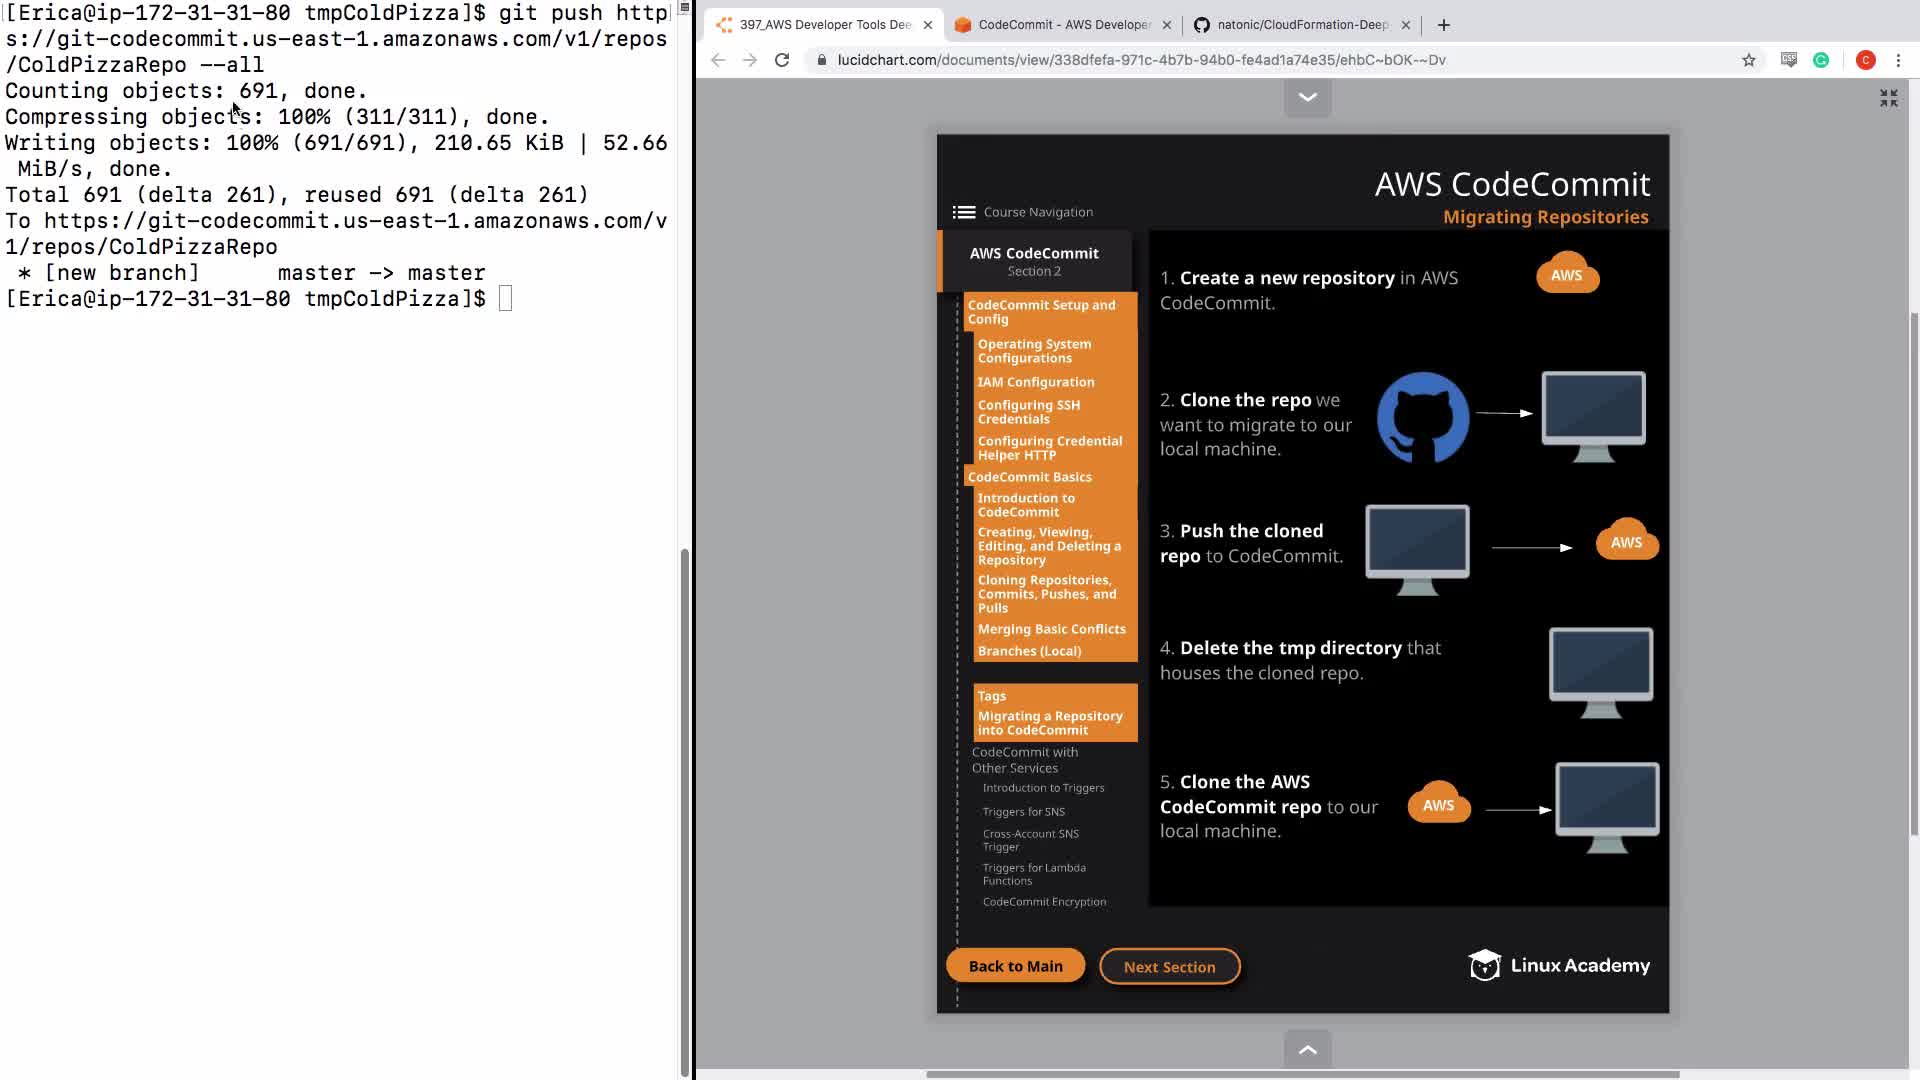 [Erica@ip-172-31-31-80 tmpColdPizza]$ git push http
s://git-codecommit.us-east-1.amazonaws.com/v1/repos
/ColdPizzaRepo --all
Counting objects: 691, done.
Compressing objects: 100% (311/311), done.
Writing objects: 100% (691/691), 210.65 KiB | 52.66
MiB/s, done.
Total 691 (delta 261), reused 691 (delta 261)
To https://git-codecommit.us-east-1.amazonaws.com/v
1/repos/ColdPizzaRepo
* [new branch]      master -> master
[Erica@ip-172-31-31-80 tmpColdPizza]$
397_AWS Developer Tools Dee
CodeCommit - AWS Developer
natonic/CloudFormation-Deep
lucidchart.com/documents/view/338dfefa-971c-4b7b-94b0-fe4ad1a74e35/ehbC~bOK-~Dv
C
AWS CodeCommit
Migrating Repositories
Course Navigation
AWS CodeCommit
Section 2
CodeCommit Setup and
Config
Operating System
Configurations
IAM Configuration
Configuring SSH
Credentials
Configuring Credential
Helper HTTP
CodeCommit Basics
Introduction to
CodeCommit
Creating, Viewing,
Editing, and Deleting a
Repository
Cloning Repositories,
Commits, Pushes, and
Pulls
Merging Basic Conflicts
Branches (Local)
Tags
Migrating a Repository
into CodeCommit
CodeCommit with
Other Services
Introduction to Triggers
Triggers for SNS
Cross-Account SNS
Trigger
Triggers for Lambda
Functions
CodeCommit Encryption
1. Create a new repository in AWS
CodeCommit.
AWS
2. Clone the repo we
want to migrate to our
local machine.
3. Push the cloned
repo to CodeCommit.
AWS
4. Delete the tmp directory that
houses the cloned repo.
5. Clone the AWS
CodeCommit repo to our
local machine.
AWS
Back to Main
Next Section
Linux Academy